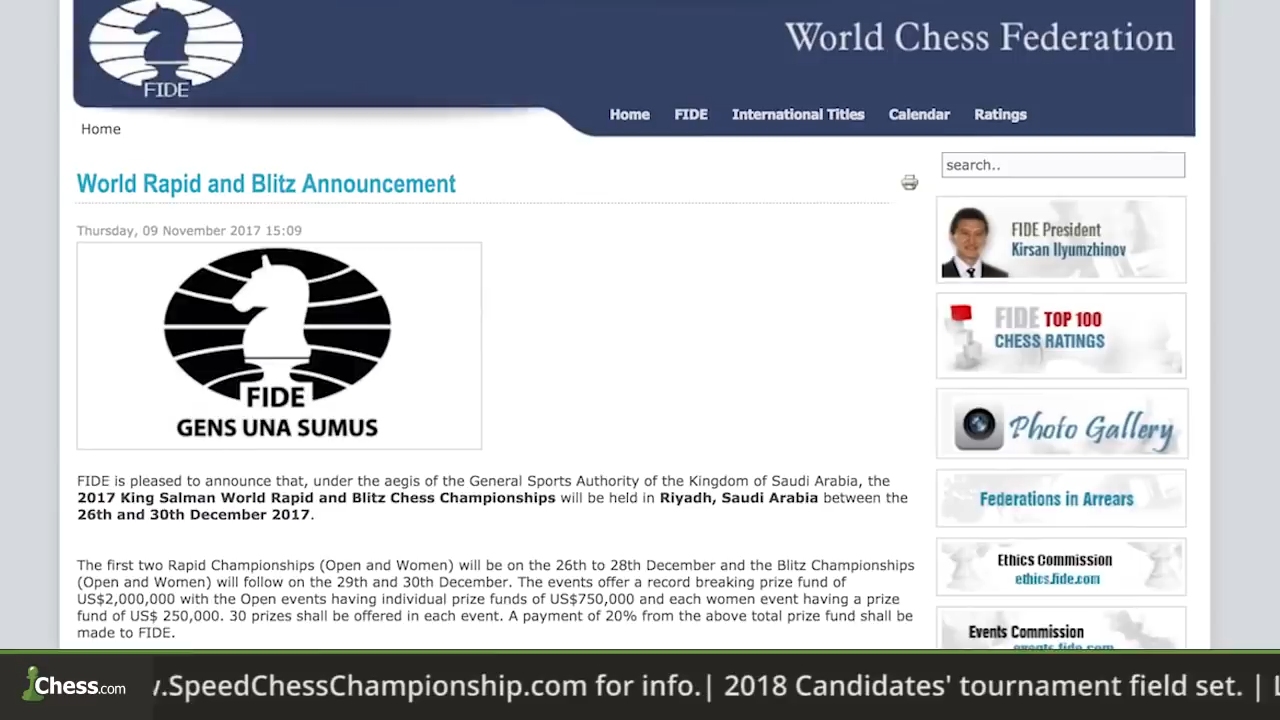 World Chess Federation
FIDE
Home FIDE International Titles Calendar Ratings
Home
search..
World Rapid and Blitz Announcement
Thursday, 09 November 2017 15:09
FIDE
GENS UNA SUMUS
FIDE is pleased to announce that, under the aegis of the General Sports Authority of the Kingdom of Saudi Arabia, the
2017 King Salman World Rapid and Blitz Chess Championships will be held in Riyadh, Saudi Arabia between the
26th and 30th December 2017.
The first two Rapid Championships (Open and Women) will be on the 26th to 28th December and the Blitz Championships
(Open and Women) will follow on the 29th and 30th December. The events offer a record breaking prize fund of
US$2,000,000 with the Open events having individual prize funds of US$750,000 and each women event having a prize
fund of US$ 250,000. 30 prizes shall be offered in each event. A payment of 20% from the above total prize fund shall be
made to FIDE.
FIDE President
Kirsan Ilyumzhinov
FIDE TOP 100
CHESS RATINGS
Photo Gallery
Federations in Arrears
Ethics Commission
ethics.fide.com
Events Commission
events.fide.com
Chess.com
.SpeedChessChampionship.com for info.| 2018 Candidates' tournament field set. |